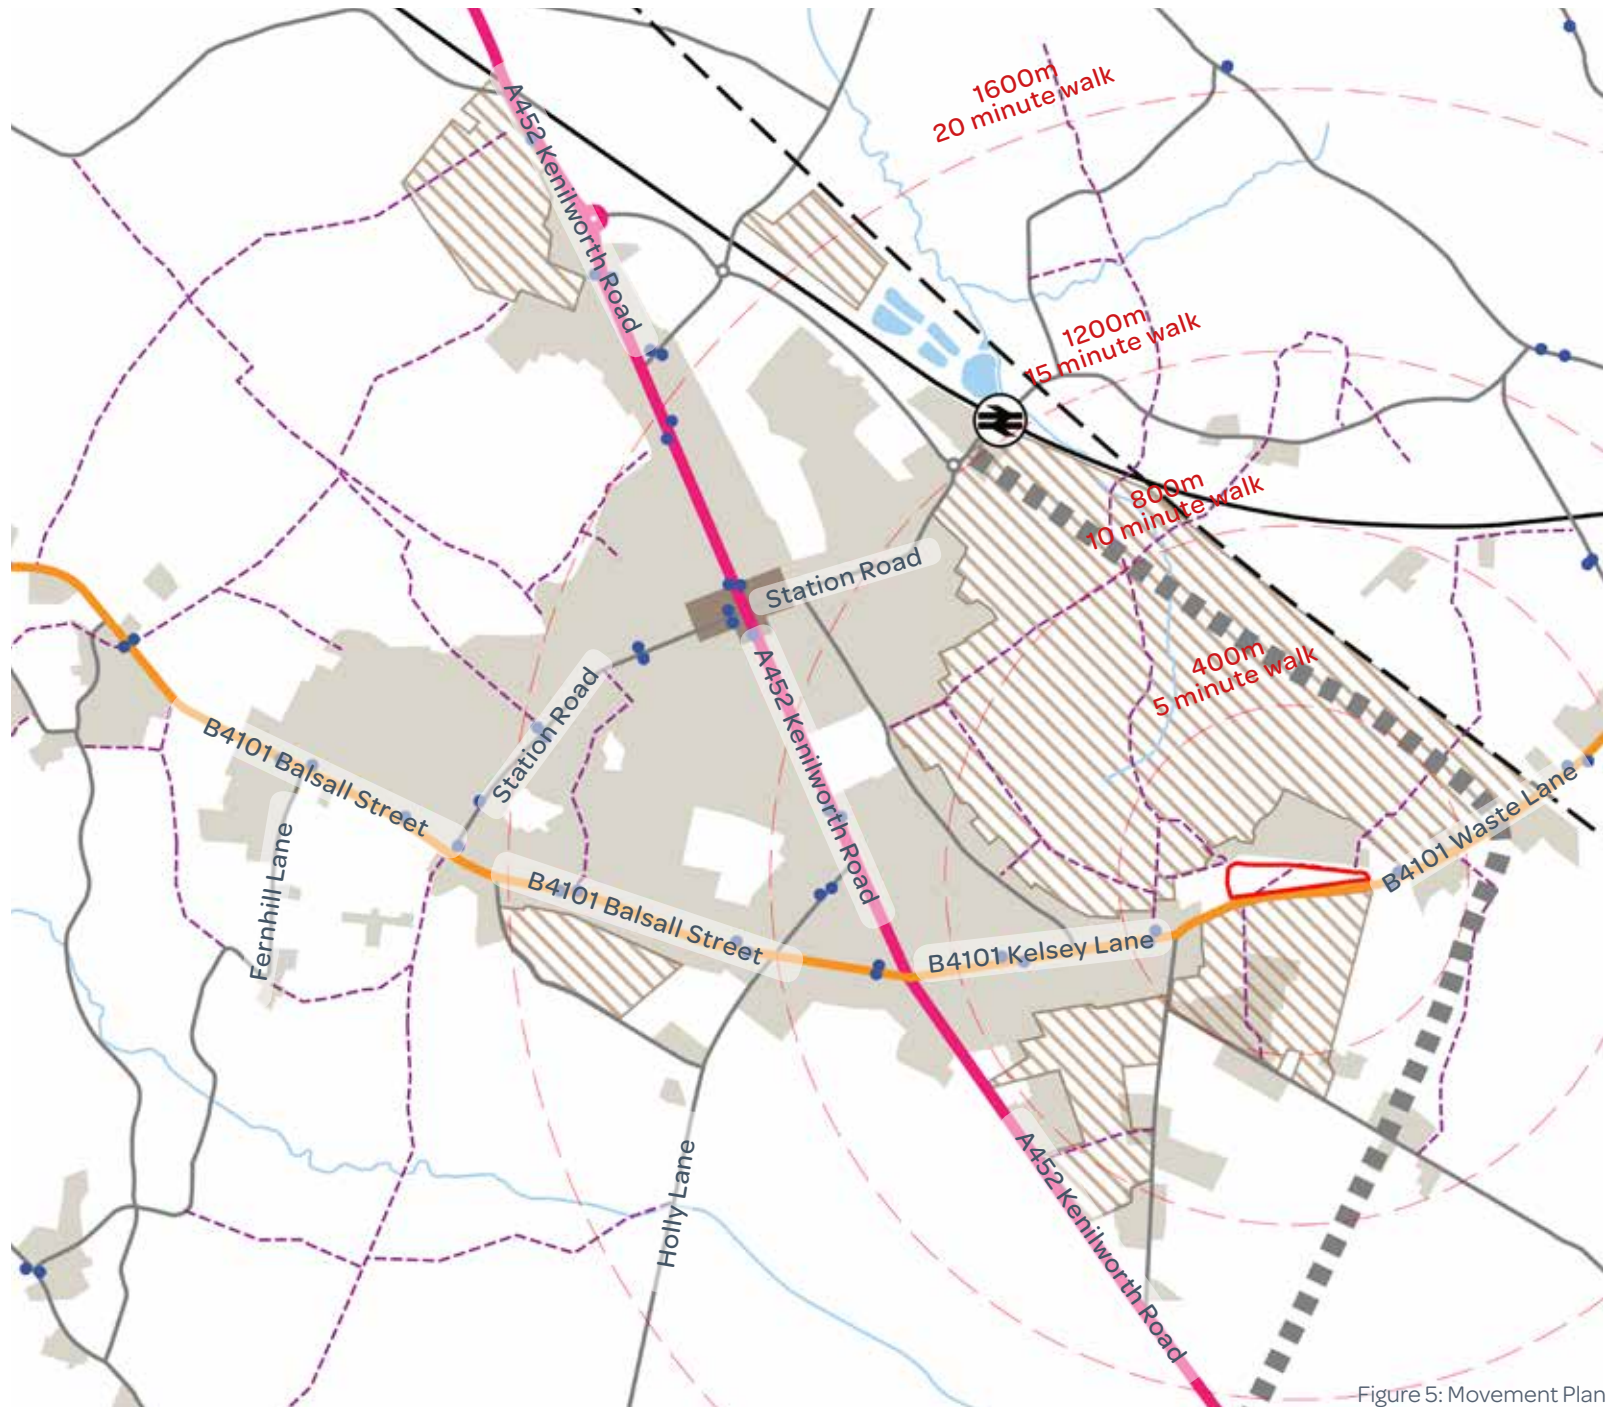 1600m
20 minute walk
A452 Kenilworth Road
1200m
15 minute walk
800m
10 minute walk
Station Road
400m
5 minute walk
A452 Kenilworth Road
Station Road
B4101 Balsall Street
B4101 Waste Lane
Fernhill Lane
B4101 Balsall Street
B4101 Kelsey Lane
Holly Lane
A452 Kenilworth Road
Figure 5: Movement Plan